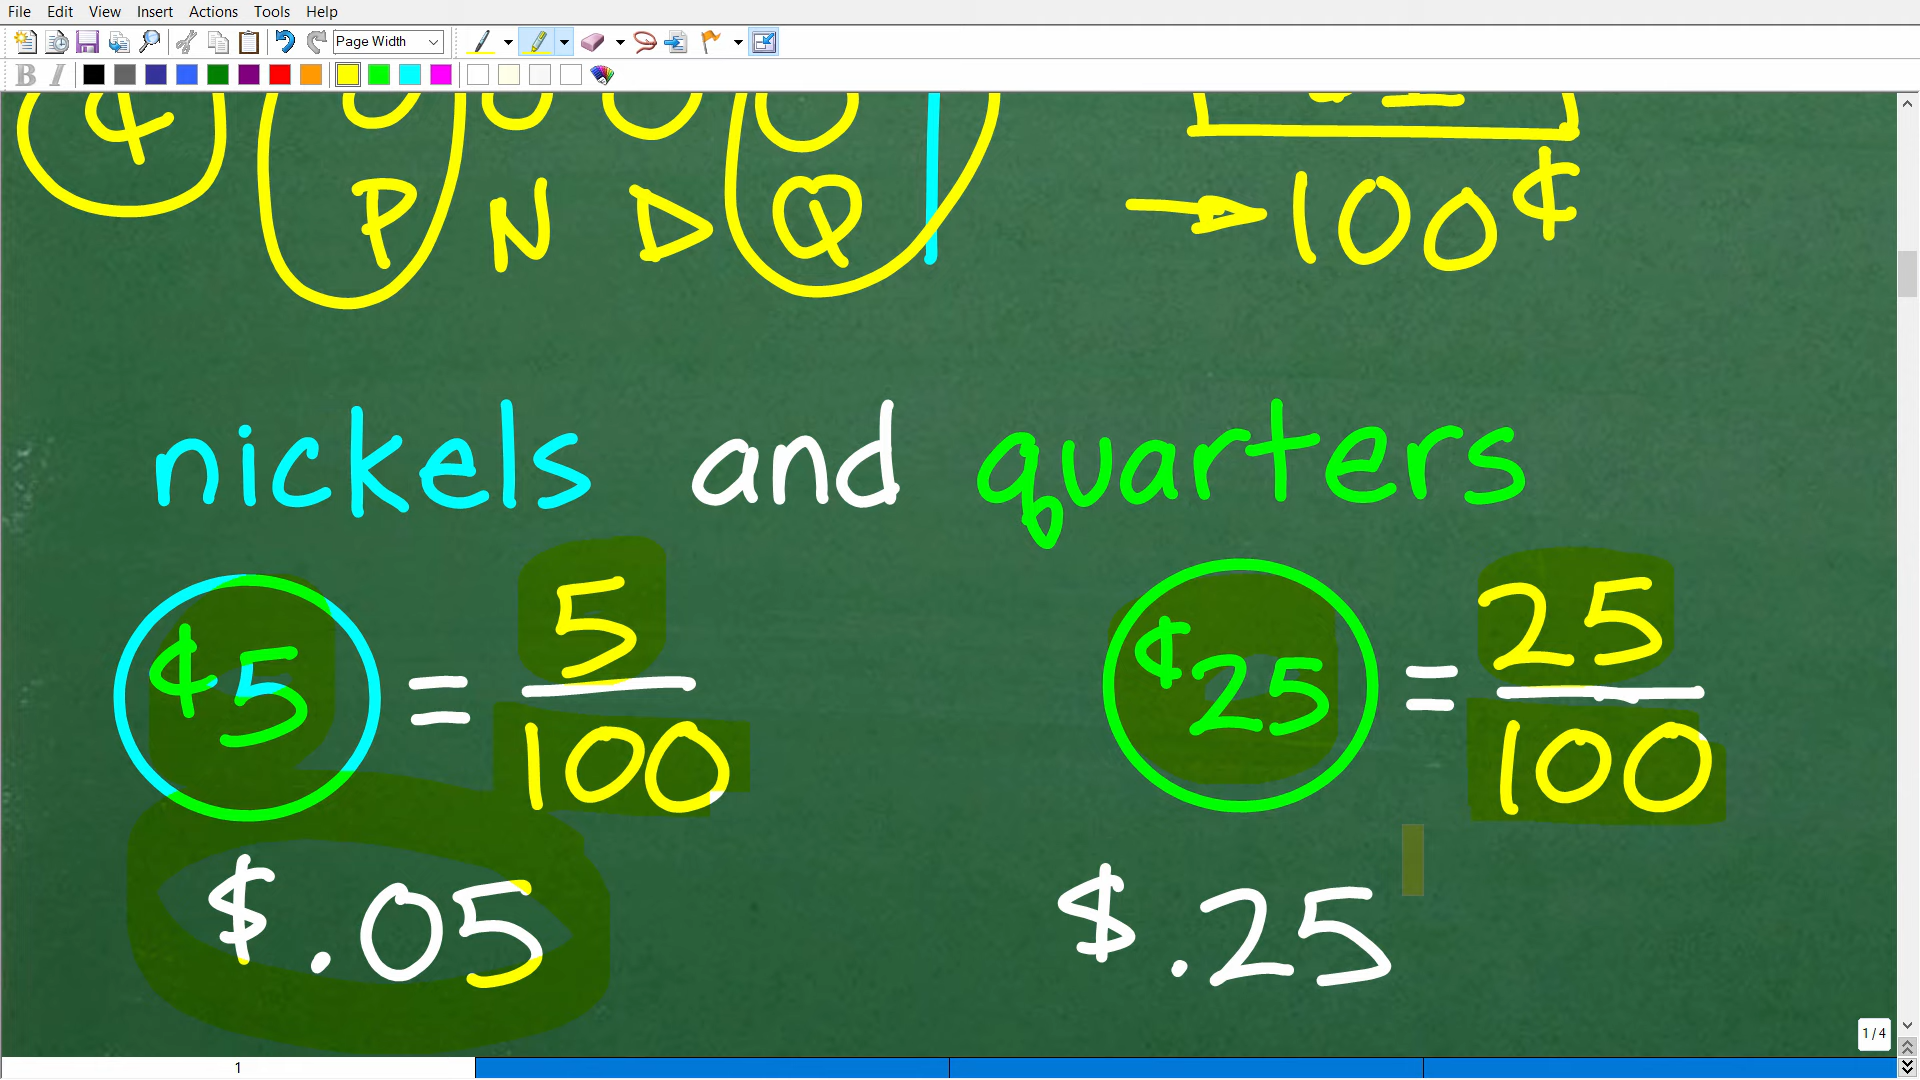 File Edit View Insert Actions Tools Help
Page Width
B I
¢
P N D Q
100¢
nickels and quarters
¢5 = 5/100
¢25 = 25/100
$.05
$.25
1 / 4
1